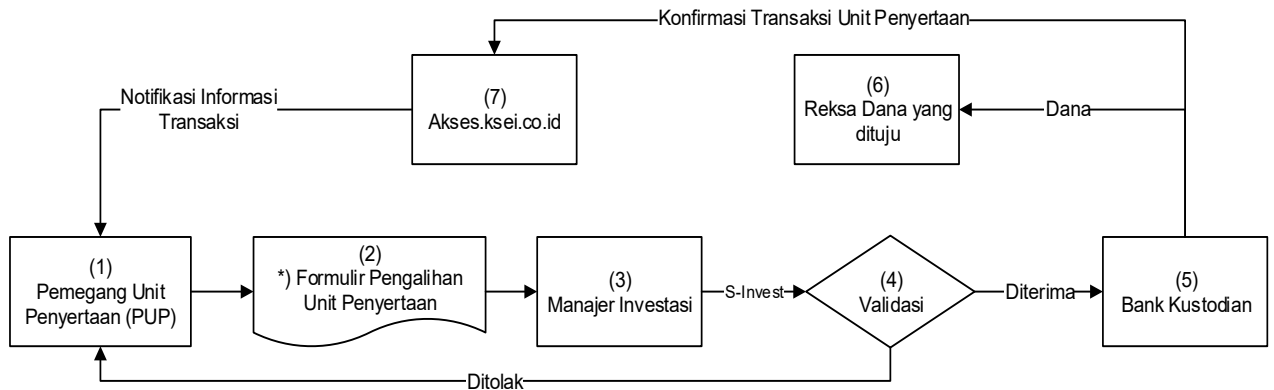 Konfirmasi Transaksi Unit Penyertaan
(7)
Akses.ksei.co.id
Notifikasi Informasi
Transaksi
(6)
Reksa Dana yang
dituju
Dana
(1)
Pemegang Unit
Penyertaan (PUP)
(2)
*) Formulir Pengalihan
Unit Penyertaan
(3)
Manajer Investasi
S-Invest
(4)
Validasi
Diterima
(5)
Bank Kustodian
Ditolak